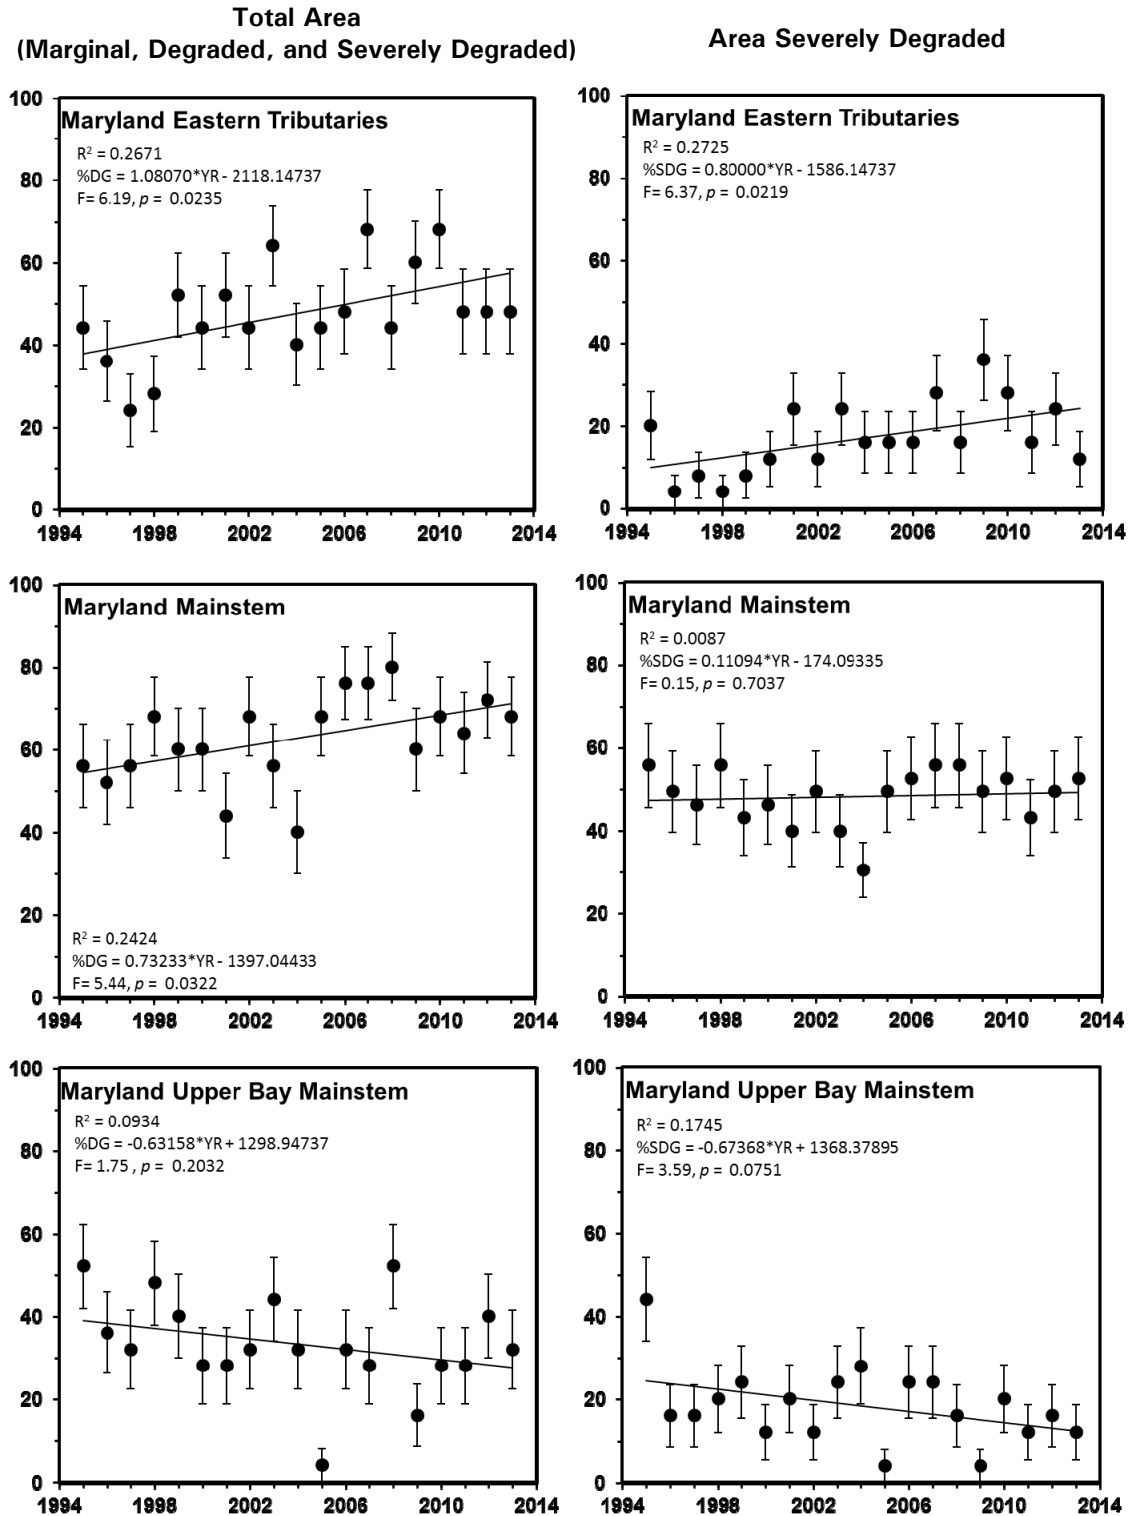 Total Area
(Marginal, Degraded, and Severely Degraded)
Area Severely Degraded
Maryland Eastern Tributaries
R² = 0.2671
%DG = 1.08070*YR - 2118.14737
F= 6.19, p = 0.0235
100
80
60
40
20
0
1994 1998 2002 2006 2010 2014
Maryland Eastern Tributaries
R² = 0.2725
%SDG = 0.80000*YR - 1586.14737
F= 6.37, p = 0.0219
100
80
60
40
20
0
1994 1998 2002 2006 2010 2014
Maryland Mainstem
100
80
60
40
20
0
R² = 0.2424
%DG = 0.73233*YR - 1397.04433
F= 5.44, p = 0.0322
1994 1998 2002 2006 2010 2014
Maryland Mainstem
R² = 0.0087
%SDG = 0.11094*YR - 174.09335
F= 0.15, p = 0.7037
100
80
60
40
20
0
1994 1998 2002 2006 2010 2014
Maryland Upper Bay Mainstem
R² = 0.0934
%DG = -0.63158*YR + 1298.94737
F= 1.75 , p = 0.2032
100
80
60
40
20
0
1994 1998 2002 2006 2010 2014
Maryland Upper Bay Mainstem
R² = 0.1745
%SDG = -0.67368*YR + 1368.37895
F= 3.59, p = 0.0751
100
80
60
40
20
0
1994 1998 2002 2006 2010 2014